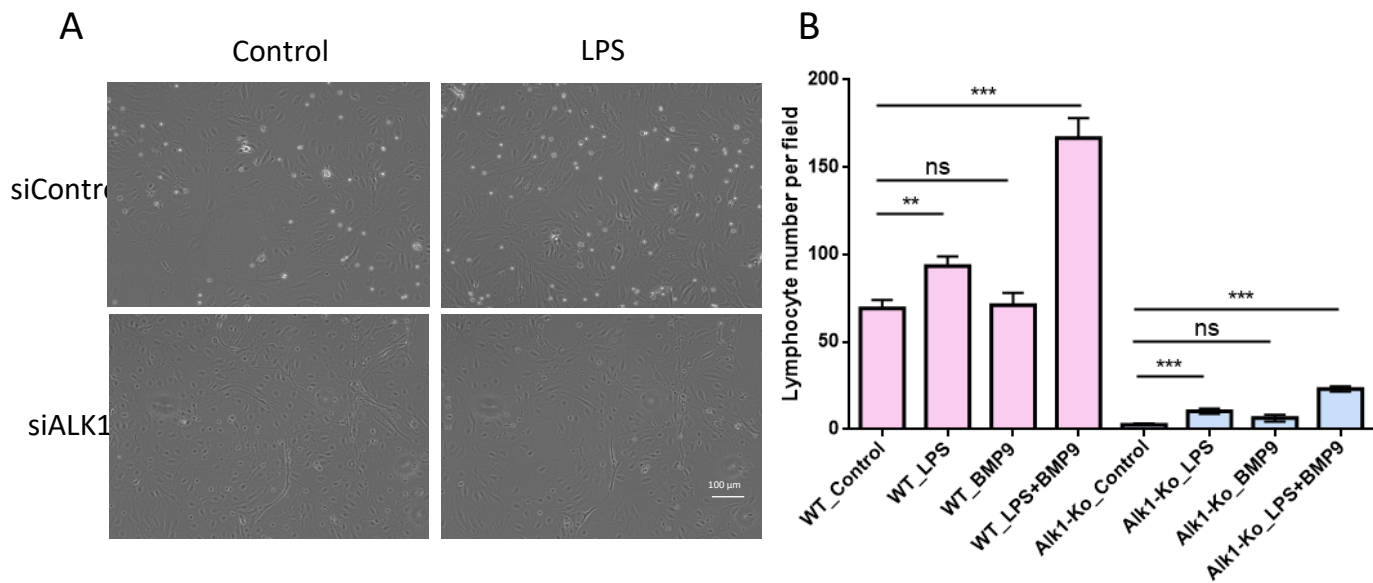 A
Control
LPS
siContro
siALK1
100 µm
B
Lymphocyte number per field
200
150
100
50
0
***
ns
**
***
ns
***
WT_Control
WT_LPS
WT_BMP9
WT_LPS+BMP9
Alk1-Ko_Control
Alk1-Ko_LPS
Alk1-Ko_BMP9
Alk1-Ko_LPS+BMP9